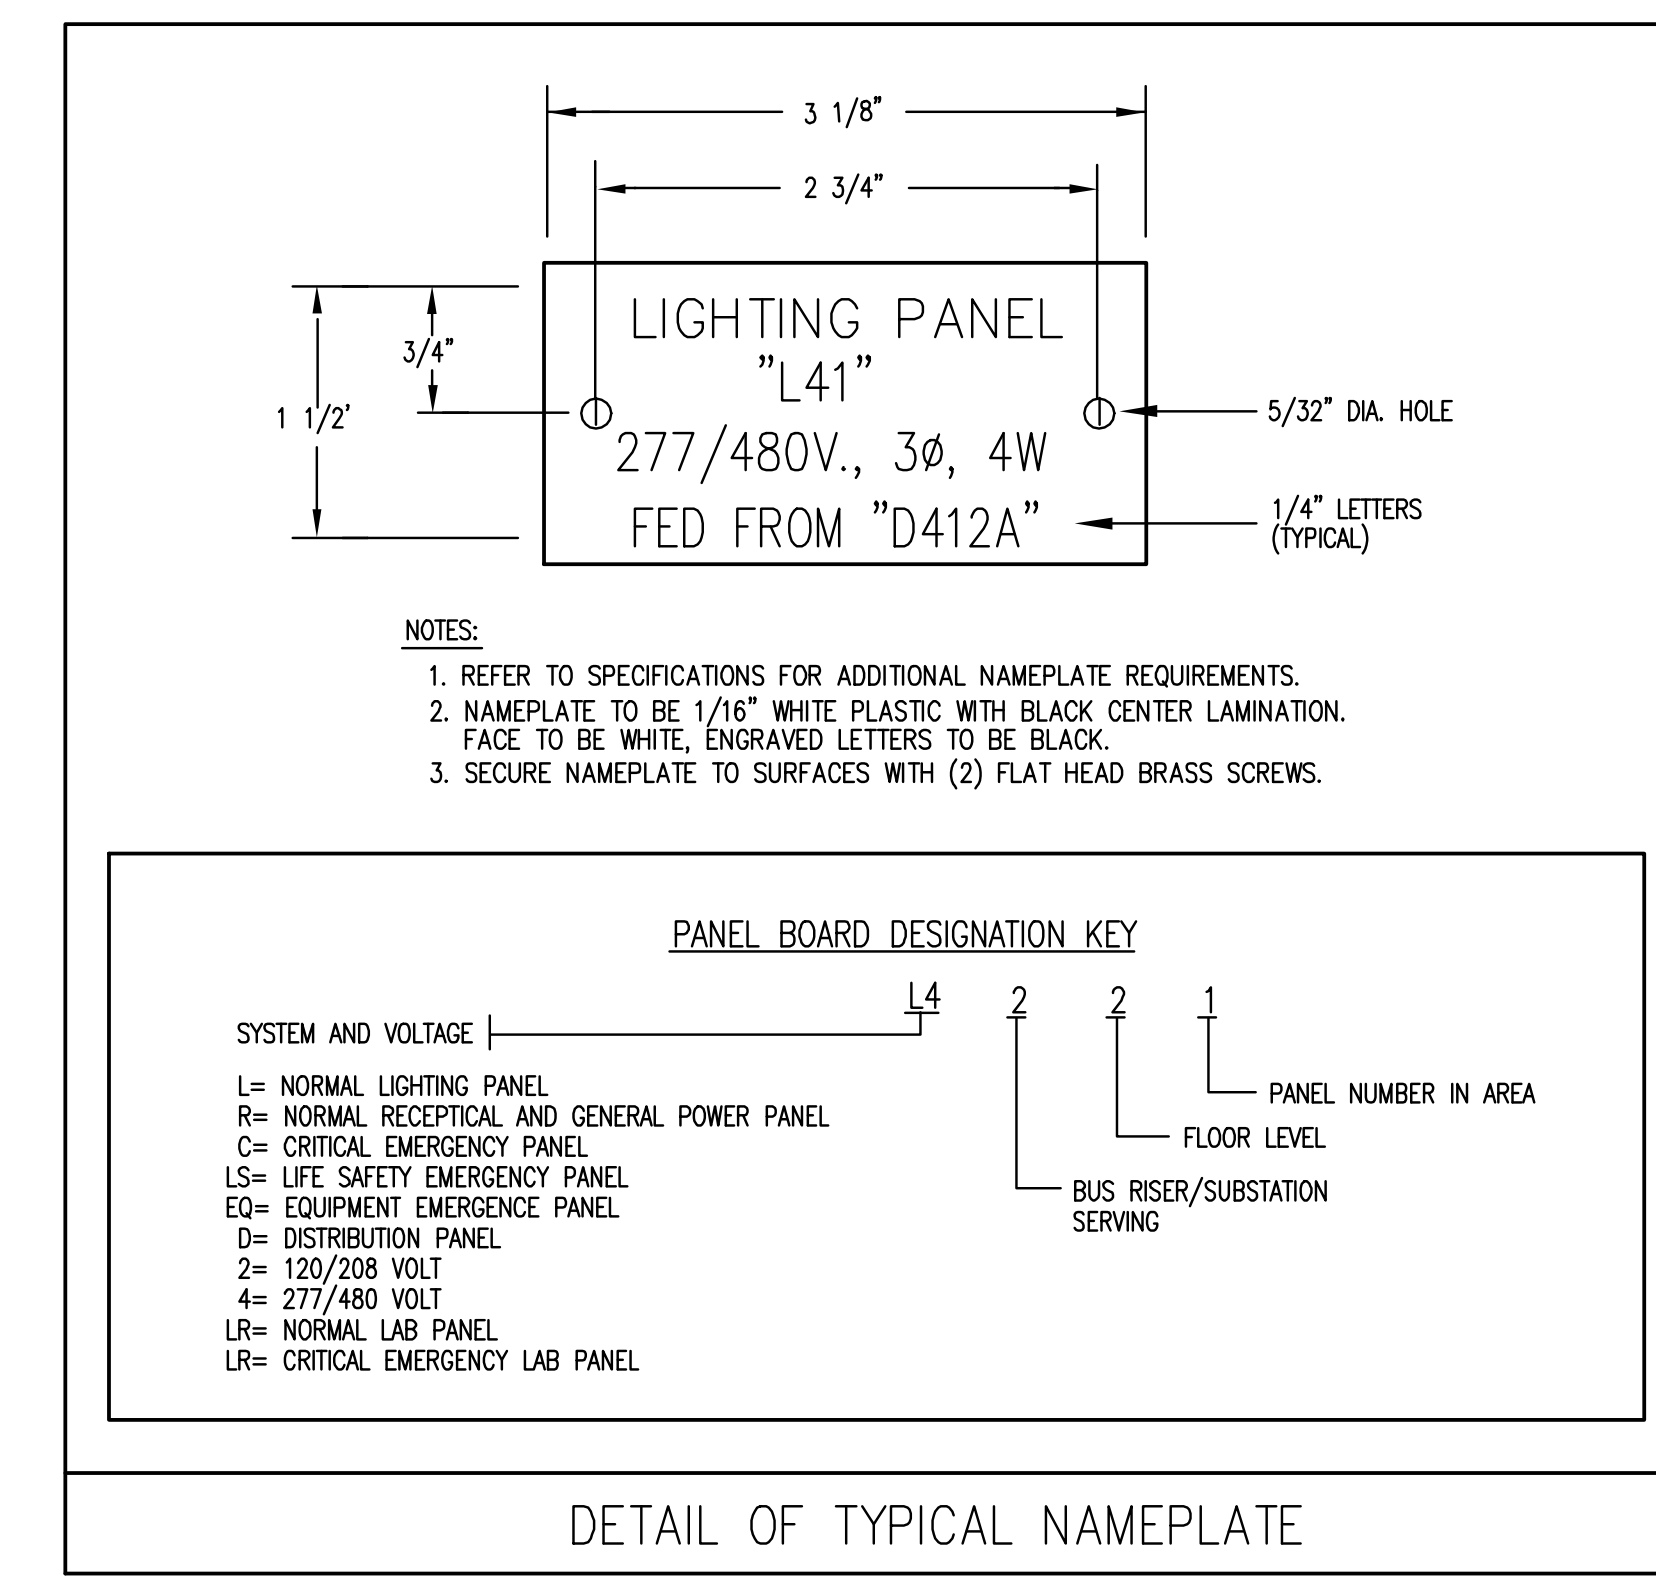 3 1/8"
2 3/4"
LIGHTING PANEL
"L41"
277/480V., 3ø, 4W
FED FROM "D412A"
3/4"
1 1/2'
5/32" DIA. HOLE
1/4" LETTERS
(TYPICAL)
NOTES:
1. REFER TO SPECIFICATIONS FOR ADDITIONAL NAMEPLATE REQUIREMENTS.
2. NAMEPLATE TO BE 1/16" WHITE PLASTIC WITH BLACK CENTER LAMINATION.
FACE TO BE WHITE, ENGRAVED LETTERS TO BE BLACK.
3. SECURE NAMEPLATE TO SURFACES WITH (2) FLAT HEAD BRASS SCREWS.
PANEL BOARD DESIGNATION KEY
L4 2 2 1
SYSTEM AND VOLTAGE
L= NORMAL LIGHTING PANEL
R= NORMAL RECEPTICAL AND GENERAL POWER PANEL
C= CRITICAL EMERGENCY PANEL
LS= LIFE SAFETY EMERGENCY PANEL
EQ= EQUIPMENT EMERGENCE PANEL
D= DISTRIBUTION PANEL
2= 120/208 VOLT
4= 277/480 VOLT
LR= NORMAL LAB PANEL
LR= CRITICAL EMERGENCY LAB PANEL
PANEL NUMBER IN AREA
FLOOR LEVEL
BUS RISER/SUBSTATION
SERVING
DETAIL OF TYPICAL NAMEPLATE